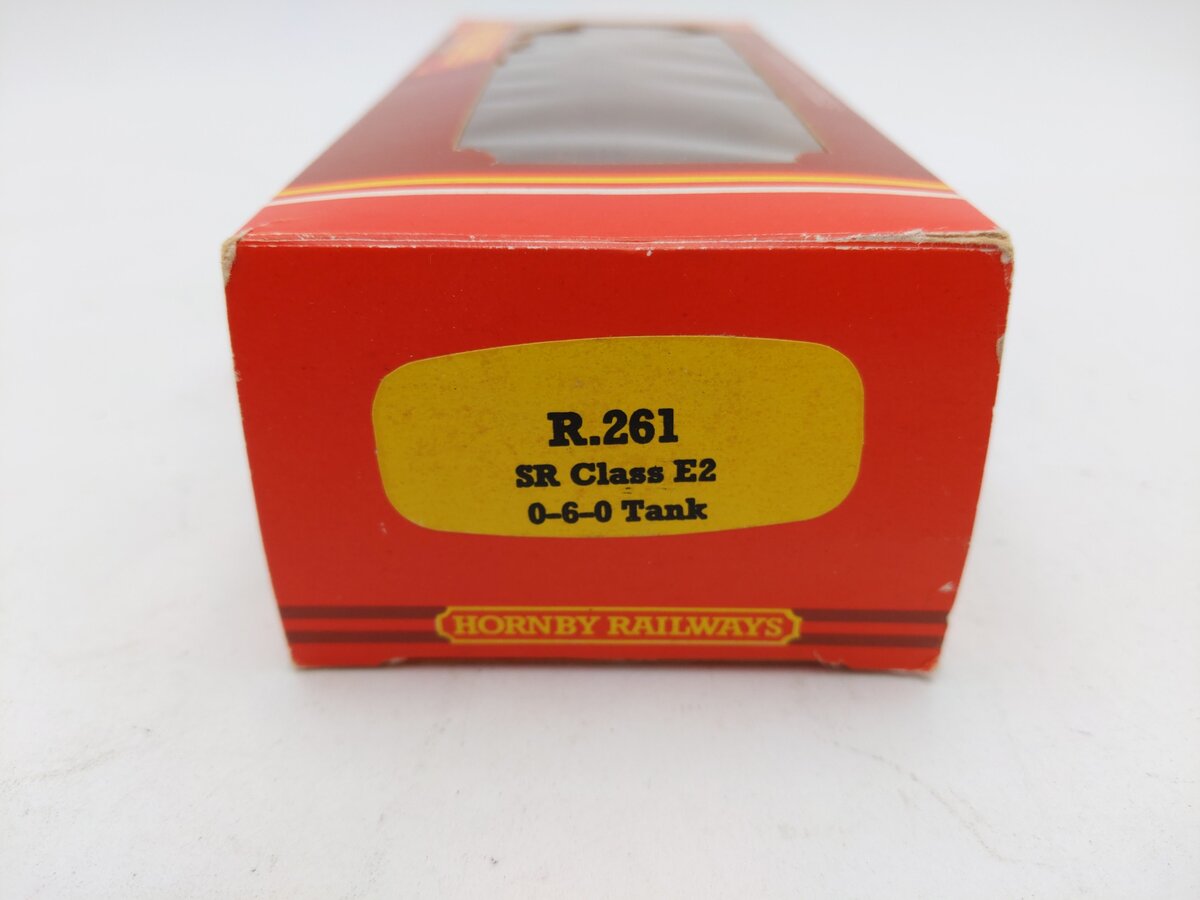 R.261
SR Class E2
0-6-0 Tank
HORNBY RAILWAYS